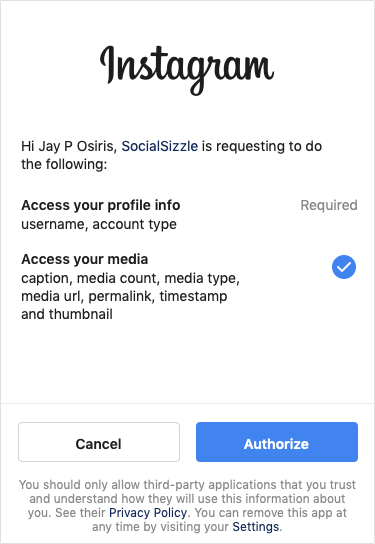 Instagram
Hi Jay P Osiris, SocialSizzle is requesting to do
the following:
Access your profile info
Required
username, account type
Access your media
caption, media count, media type,
media url, permalink, timestamp
and thumbnail
Cancel
Authorize
You should only allow third-party applications that you trust
and understand how they will use this information about
you. See their Privacy Policy. You can remove this app at
any time by visiting your Settings.